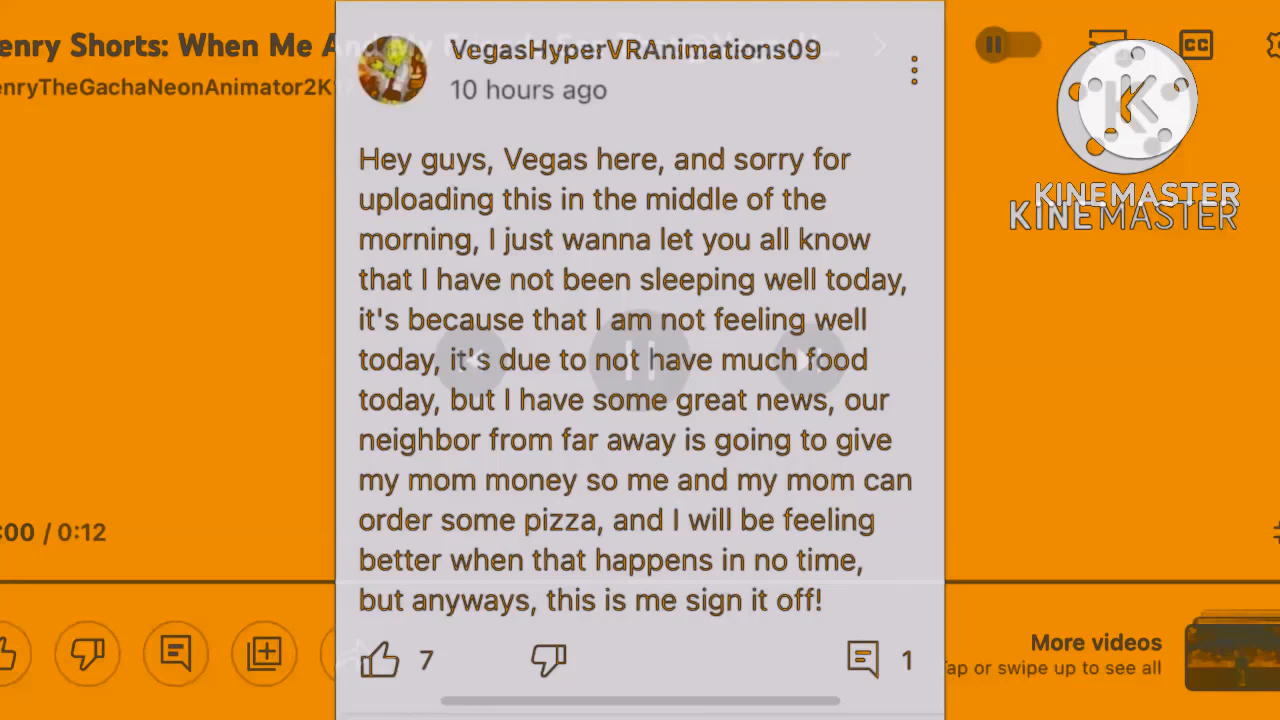 enry Shorts: When Me A
enryTheGachaNeonAnimator2K1
VegasHyperVRAnimations09
10 hours ago
CC
KINEMASTER
KINEMASTER
Hey guys, Vegas here, and sorry for
uploading this in the middle of the
morning, I just wanna let you all know
that I have not been sleeping well today,
it's because that I am not feeling well
today, it's due to not have much food
today, but I have some great news, our
neighbor from far away is going to give
my mom money so me and my mom can
order some pizza, and I will be feeling
better when that happens in no time,
but anyways, this is me sign it off!
:00 / 0:12
7
1
More videos
Tap or swipe up to see all